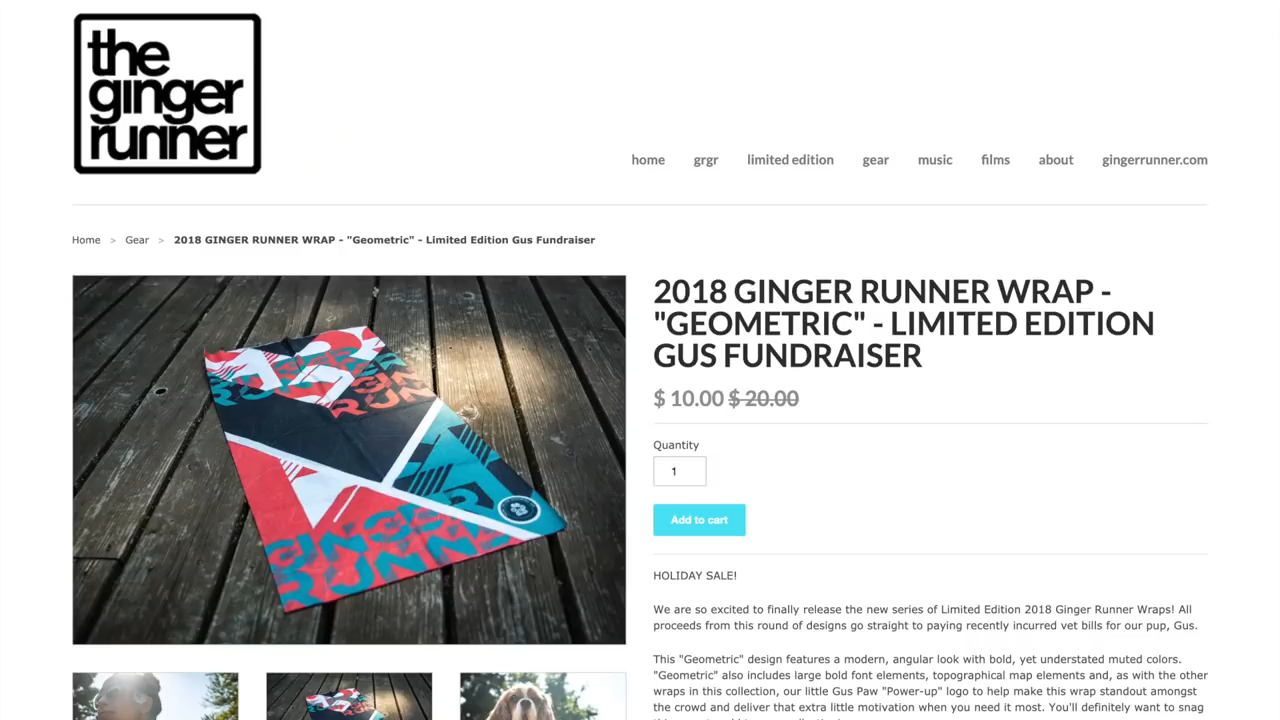 the
ginger
runner
home grgr limited edition gear music films about gingerrunner.com
Home > Gear > 2018 GINGER RUNNER WRAP - "Geometric" - Limited Edition Gus Fundraiser
2018 GINGER RUNNER WRAP -
"GEOMETRIC" - LIMITED EDITION
GUS FUNDRAISER
$ 10.00 $ 20.00
Quantity
1
Add to cart
HOLIDAY SALE!
We are so excited to finally release the new series of Limited Edition 2018 Ginger Runner Wraps! All
proceeds from this round of designs go straight to paying recently incurred vet bills for our pup, Gus.
This "Geometric" design features a modern, angular look with bold, yet understated muted colors.
"Geometric" also includes large bold font elements, topographical map elements and, as with the other
wraps in this collection, our little Gus Paw "Power-up" logo to help make this wrap standout amongst
the crowd and deliver that extra little motivation when you need it most. You'll definitely want to snag
GINGER
RUNN